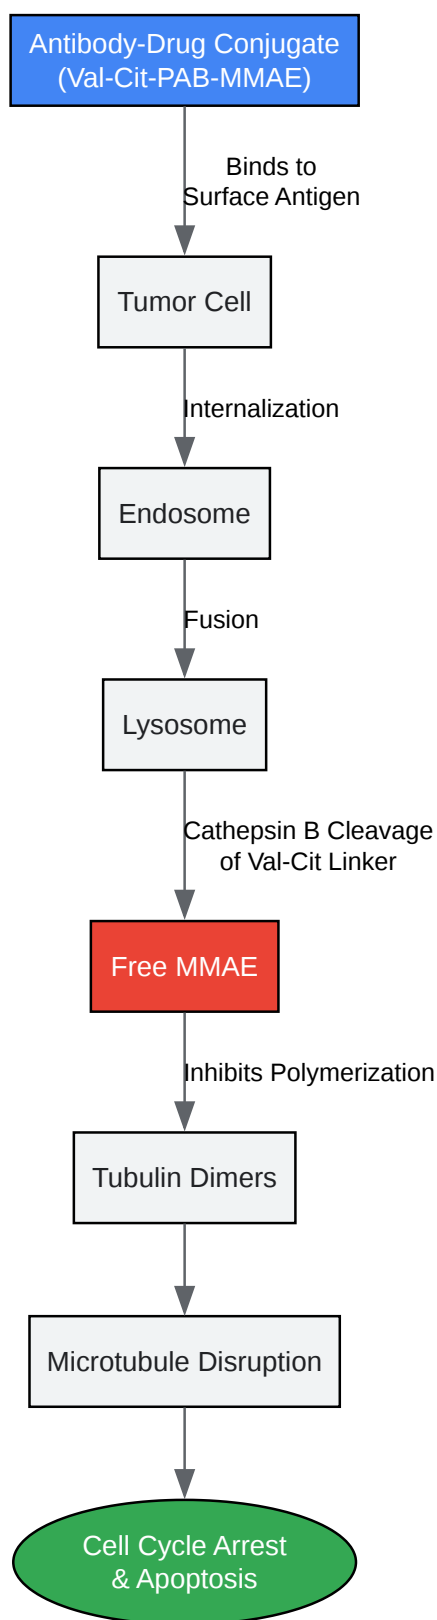 Antibody-Drug Conjugate
(Val-Cit-PAB-MMAE)
Binds to
Surface Antigen
Tumor Cell
Internalization
Endosome
Fusion
Lysosome
Cathepsin B Cleavage
of Val-Cit Linker
Free MMAE
Inhibits Polymerization
Tubulin Dimers
Microtubule Disruption
Cell Cycle Arrest
& Apoptosis